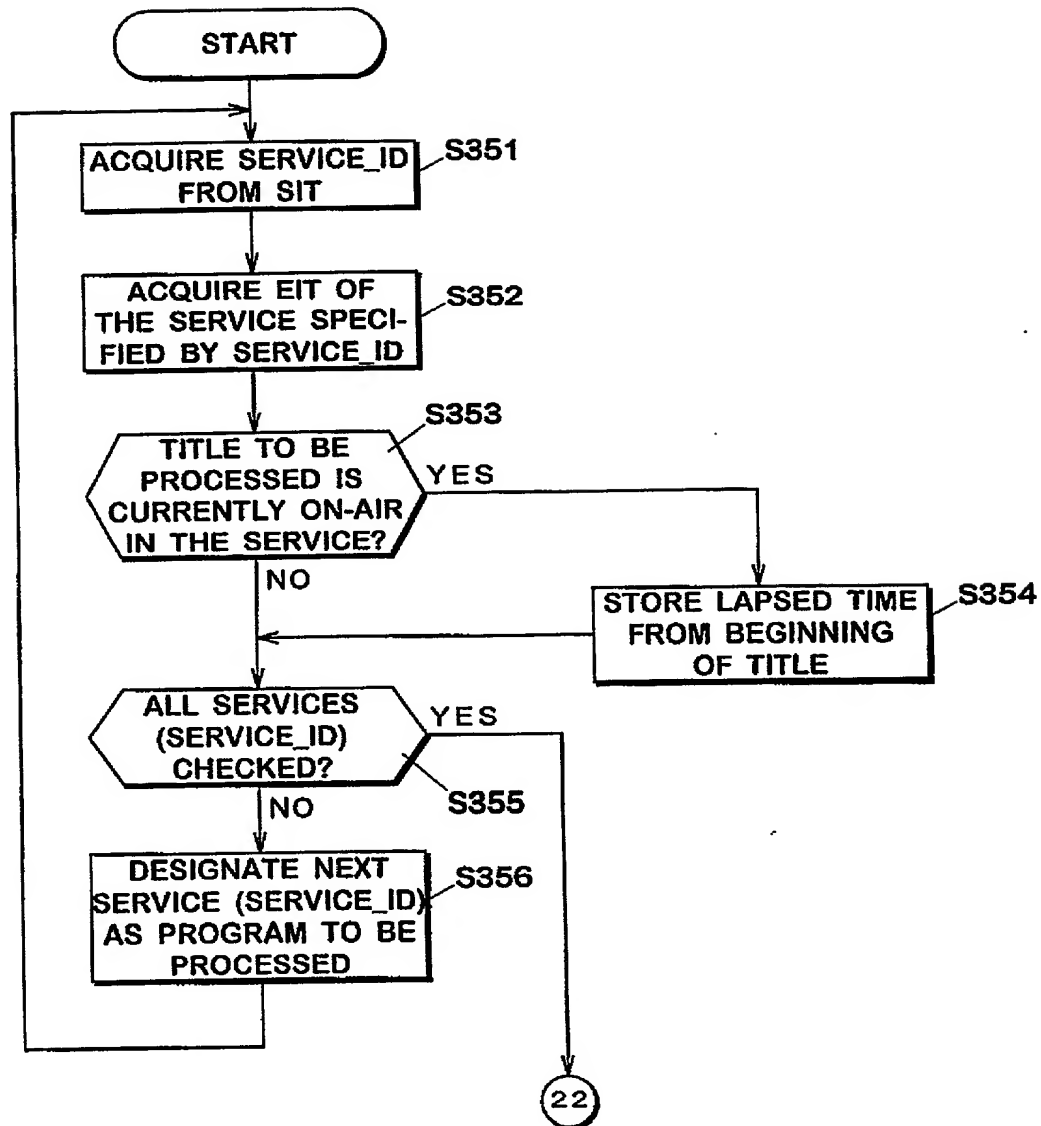 START
ACQUIRE SERVICE_ID
FROM SIT
S351
ACQUIRE EIT OF
THE SERVICE SPECI-
FIED BY SERVICE_ID
S352
S353
TITLE TO BE
PROCESSED IS
CURRENTLY ON-AIR
IN THE SERVICE?
YES
NO
STORE LAPSED TIME
FROM BEGINNING
OF TITLE
S354
ALL SERVICES
(SERVICE_ID)
CHECKED?
YES
S355
NO
DESIGNATE NEXT
SERVICE (SERVICE_ID)
AS PROGRAM TO BE
PROCESSED
S356
22